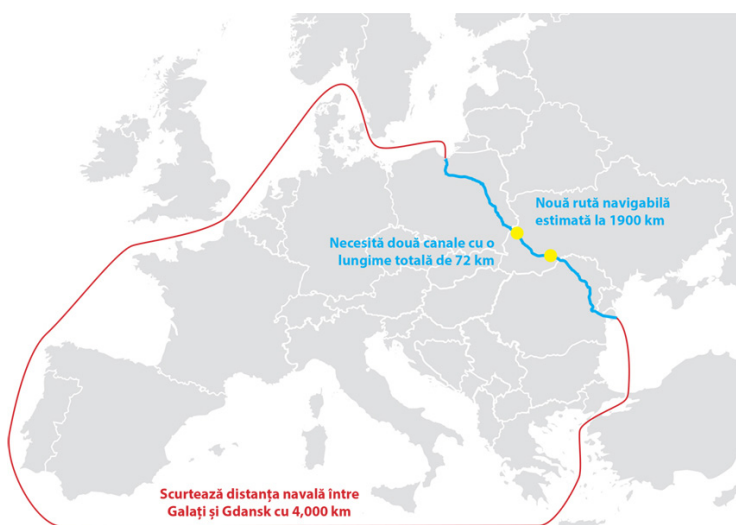 Nouă rută navigabilă
estimată la 1900 km
Necesită două canale cu o
lungime totală de 72 km
Scurtează distanța navală între
Galați și Gdansk cu 4,000 km